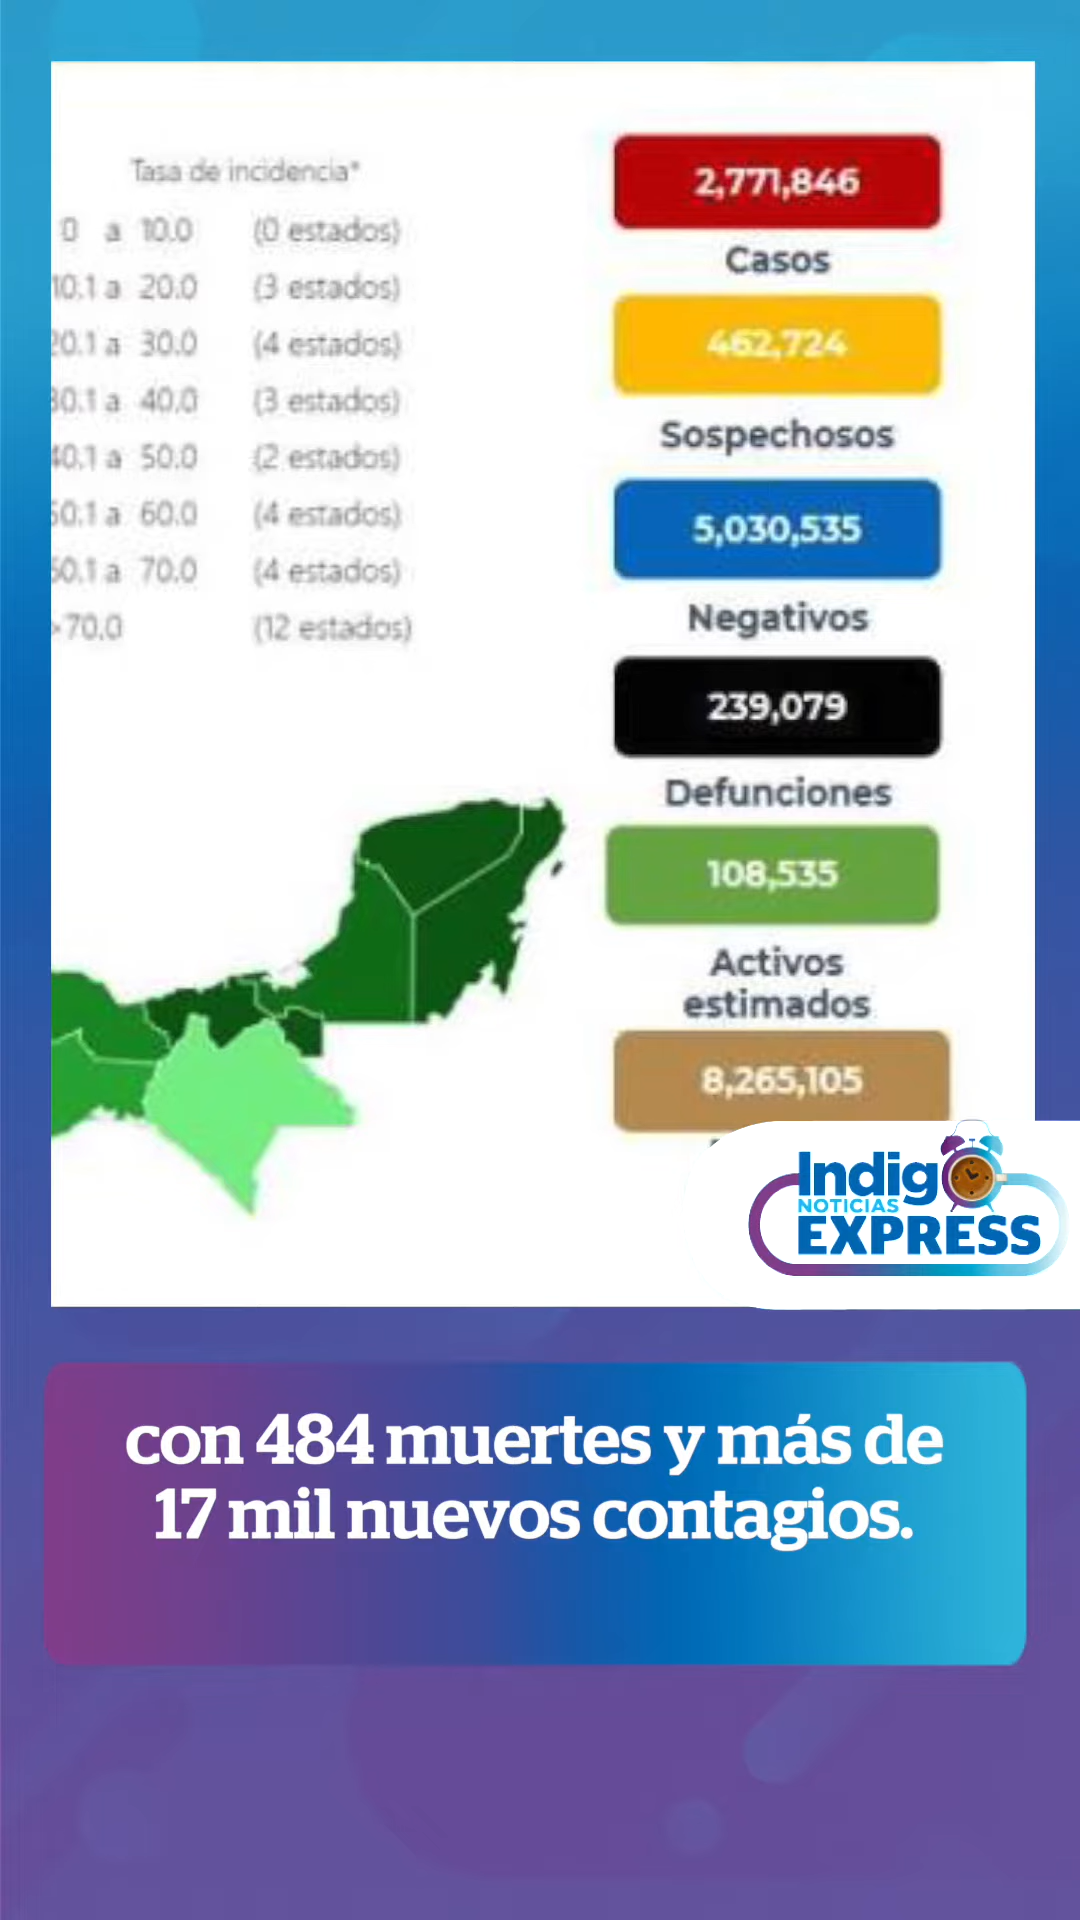 Tasa de incidencia*
0 a 10.0 (0 estados)
10.1 a 20.0 (3 estados)
20.1 a 30.0 (4 estados)
30.1 a 40.0 (3 estados)
40.1 a 50.0 (2 estados)
50.1 a 60.0 (4 estados)
60.1 a 70.0 (4 estados)
>70.0 (12 estados)
2,771,846
Casos
462,724
Sospechosos
5,030,535
Negativos
239,079
Defunciones
108,535
Activos
estimados
8,265,105
Indigo
NOTICIAS
EXPRESS
con 484 muertes y más de
17 mil nuevos contagios.